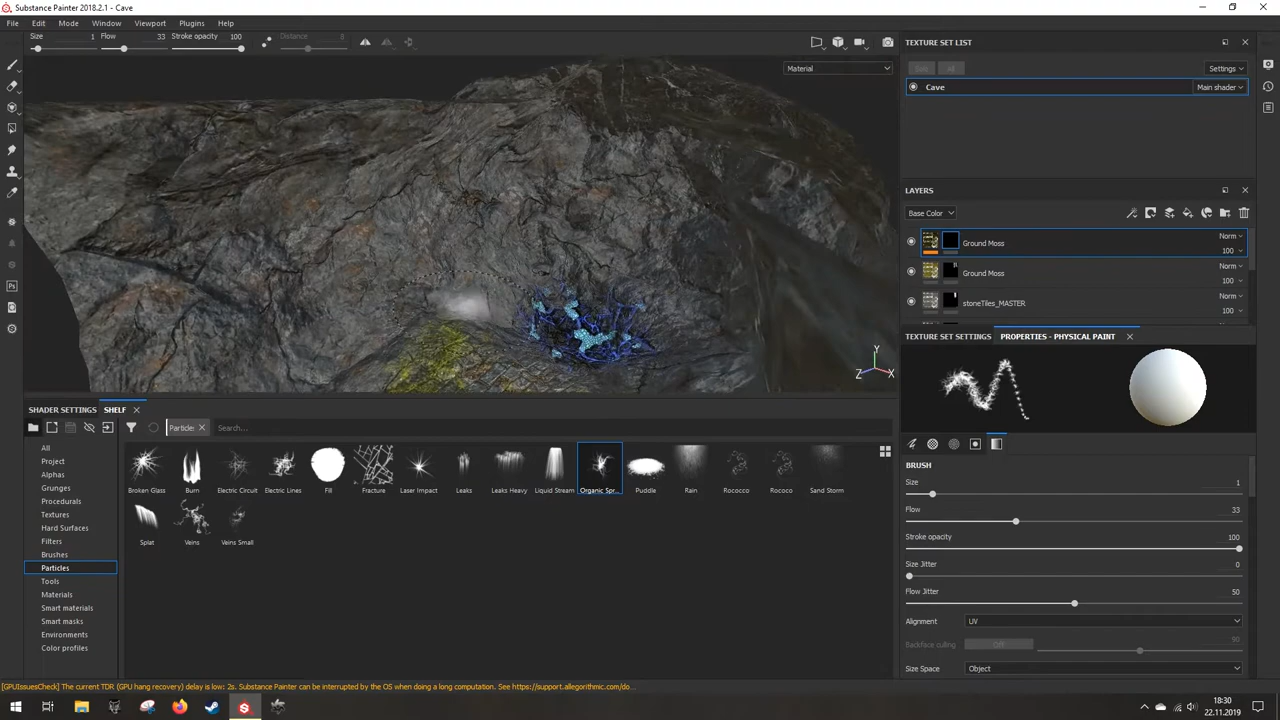 Substance Painter 2018.2.1 - Cave
File Edit Mode Window Viewport Plugins Help
Size 1 Flow 33 Stroke opacity 100 Distance 8
Material
TEXTURE SET LIST
All Settings
Cave Main shader
LAYERS
Base Color
Ground Moss Norm 100
Ground Moss Norm 100
stoneTiles_MASTER Norm 100
TEXTURE SET SETTINGS PROPERTIES - PHYSICAL PAINT
Y
Z X
SHADER SETTINGS SHELF
Particle Search...
All
Project
Alphas
Grunges
Procedurals
Textures
Hard Surfaces
Filters
Brushes
Particles
Tools
Materials
Smart materials
Smart masks
Environments
Color profiles
Broken Glass Burn Electric Circuit Electric Lines Fill Fracture Laser Impact Leaks Leaks Heavy Liquid Stream Organic Spr... Puddle Rain Rococco Rococo Sand Storm
Splat Veins Veins Small
BRUSH
Size 1
Flow 33
Stroke opacity 100
Size Jitter 0
Flow Jitter 50
Alignment UV
Backface culling Off 90
Size Space Object
[GPUIssuesCheck] The current TDR (GPU hang recovery) delay is low: 2s. Substance Painter can be interrupted by the OS when doing a long computation. See https://support.allegorithmic.com/do...
18:30
22.11.2019